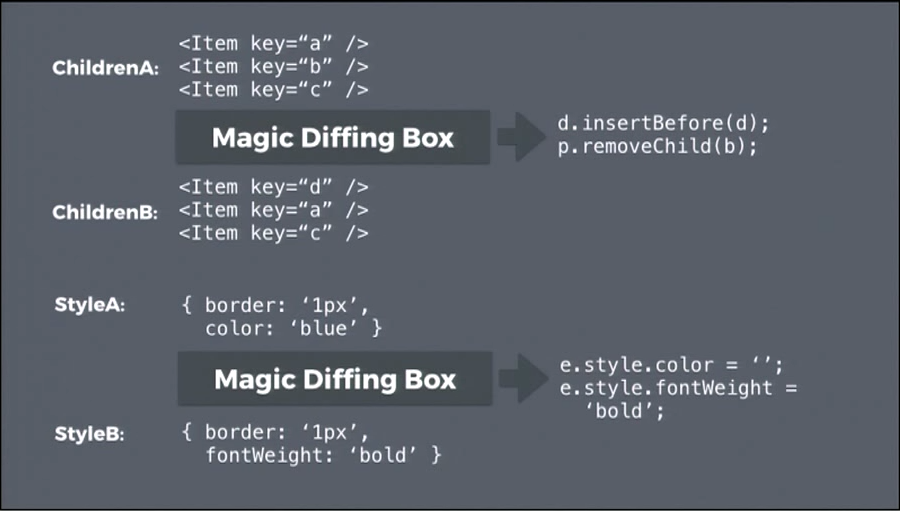 <Item key=“a” />
ChildrenA: <Item key=“b” />
<Item key=“c” />
Magic Diffing Box
d.insertBefore(d);
p.removeChild(b);
<Item key=“d” />
ChildrenB: <Item key=“a” />
<Item key=“c” />
StyleA: { border: ‘1px’,
color: ‘blue’ }
Magic Diffing Box
e.style.color = ‘’;
e.style.fontWeight =
‘bold’;
StyleB: { border: ‘1px’,
fontWeight: ‘bold’ }